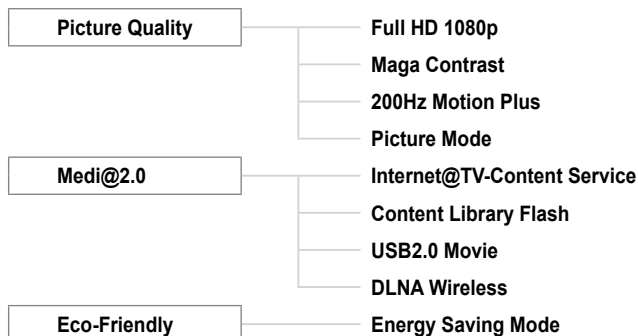 Picture Quality Full HD 1080p
Maga Contrast
200Hz Motion Plus
Picture Mode
Medi@2.0 Internet@TV-Content Service
Content Library Flash
USB2.0 Movie
DLNA Wireless
Eco-Friendly Energy Saving Mode